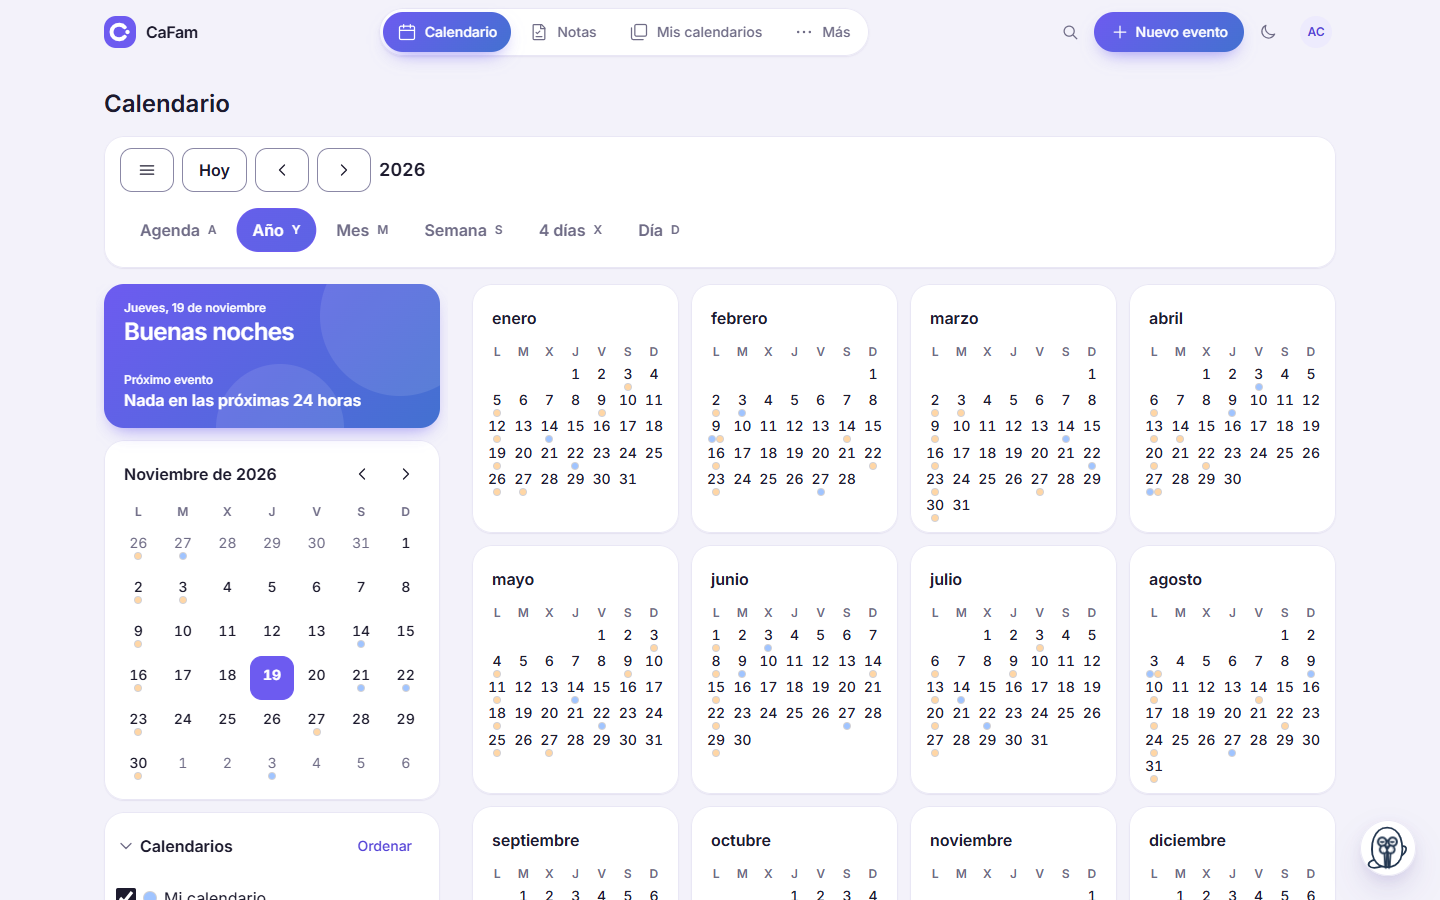 CaFam
Calendario
Notas
Mis calendarios
Más
Nuevo evento
AC
Calendario
Hoy
2026
Agenda A
Año Y
Mes M
Semana S
4 días X
Día D
Jueves, 19 de noviembre
Buenas noches
Próximo evento
Nada en las próximas 24 horas
Noviembre de 2026
L M X J V S D
26 27 28 29 30 31 1
2 3 4 5 6 7 8
9 10 11 12 13 14 15
16 17 18 19 20 21 22
23 24 25 26 27 28 29
30 1 2 3 4 5 6
Calendarios
Ordenar
Mi calendario
enero
L M X J V S D
1 2 3 4
5 6 7 8 9 10 11
12 13 14 15 16 17 18
19 20 21 22 23 24 25
26 27 28 29 30 31
febrero
L M X J V S D
1
2 3 4 5 6 7 8
9 10 11 12 13 14 15
16 17 18 19 20 21 22
23 24 25 26 27 28
marzo
L M X J V S D
1
2 3 4 5 6 7 8
9 10 11 12 13 14 15
16 17 18 19 20 21 22
23 24 25 26 27 28 29
30 31
abril
L M X J V S D
1 2 3 4 5
6 7 8 9 10 11 12
13 14 15 16 17 18 19
20 21 22 23 24 25 26
27 28 29 30
mayo
L M X J V S D
1 2 3
4 5 6 7 8 9 10
11 12 13 14 15 16 17
18 19 20 21 22 23 24
25 26 27 28 29 30 31
junio
L M X J V S D
1 2 3 4 5 6 7
8 9 10 11 12 13 14
15 16 17 18 19 20 21
22 23 24 25 26 27 28
29 30
julio
L M X J V S D
1 2 3 4 5
6 7 8 9 10 11 12
13 14 15 16 17 18 19
20 21 22 23 24 25 26
27 28 29 30 31
agosto
L M X J V S D
1 2
3 4 5 6 7 8 9
10 11 12 13 14 15 16
17 18 19 20 21 22 23
24 25 26 27 28 29 30
31
septiembre
L M X J V S D
1 2 3 4 5 6
octubre
L M X J V S D
1 2 3 4
noviembre
L M X J V S D
1
diciembre
L M X J V S D
1 2 3 4 5 6